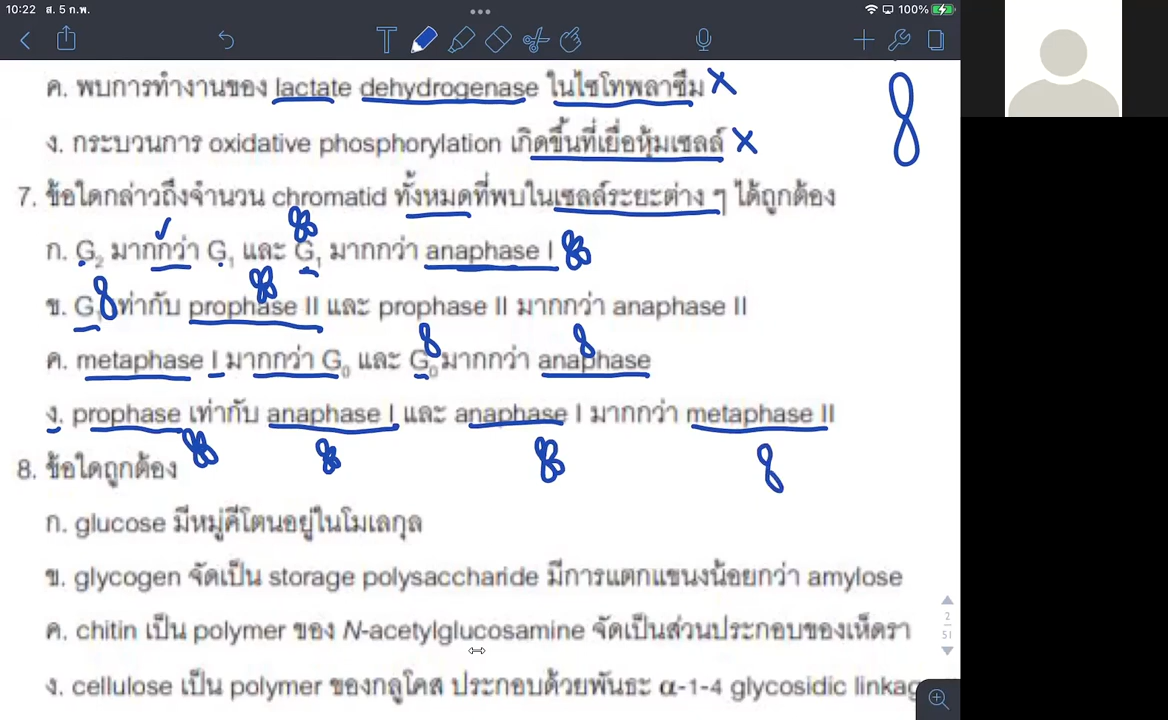 10:22 ส. 5 ก.พ. 100%
ค. พบการทำงานของ lactate dehydrogenase ในไซโทพลาซึม X
8
ง. กระบวนการ oxidative phosphorylation เกิดขึ้นที่เยื่อหุ้มเซลล์ X
7. ข้อใดกล่าวถึงจำนวน chromatid ทั้งหมดที่พบในเซลล์ระยะต่าง ๆ ได้ถูกต้อง
ก. G₂ มากกว่า G₁ และ G₁ มากกว่า anaphase I
ข. G 8 เท่ากับ prophase II และ prophase II มากกว่า anaphase II
8 8
ค. metaphase I มากกว่า G₀ และ G₀ มากกว่า anaphase
ง. prophase เท่ากับ anaphase I และ anaphase I มากกว่า metaphase II
8
8. ข้อใดถูกต้อง
ก. glucose มีหมู่คีโตนอยู่ในโมเลกุล
ข. glycogen จัดเป็น storage polysaccharide มีการแตกแขนงน้อยกว่า amylose
ค. chitin เป็น polymer ของ N-acetylglucosamine จัดเป็นส่วนประกอบของเห็ดรา
2
51
ง. cellulose เป็น polymer ของกลูโคส ประกอบด้วยพันธะ α-1-4 glycosidic linkag